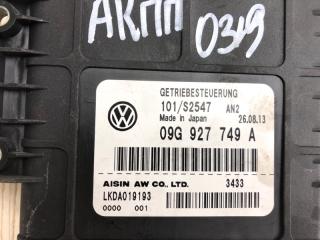 АКПП 0319
GETRIEBESTEUERUNG
101/S2547 AN2
Made in Japan 26.08.13
09G 927 749 A
AISIN AW CO., LTD. 3433
LKDA019193
0000 001